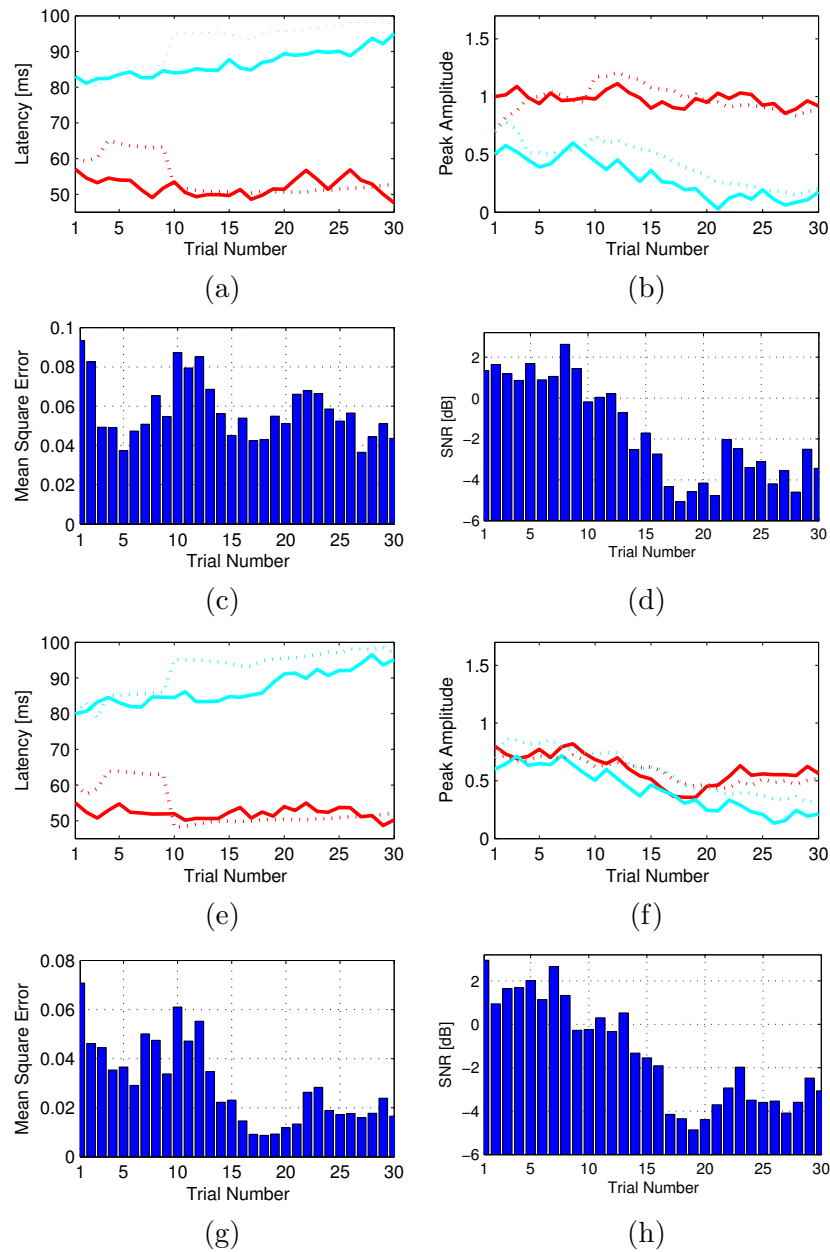 100
90
80
70
60
50
Latency [ms]
1 5 10 15 20 25 30
Trial Number
(a)
1.5
1
0.5
0
Peak Amplitude
1 5 10 15 20 25 30
Trial Number
(b)
0.1
0.08
0.06
0.04
0.02
0
Mean Square Error
1 5 10 15 20 25 30
Trial Number
(c)
2
0
−2
−4
−6
SNR [dB]
1 5 10 15 20 25 30
Trial Number
(d)
100
90
80
70
60
50
Latency [ms]
1 5 10 15 20 25 30
Trial Number
(e)
1.5
1
0.5
0
Peak Amplitude
1 5 10 15 20 25 30
Trial Number
(f)
0.08
0.06
0.04
0.02
0
Mean Square Error
1 5 10 15 20 25 30
Trial Number
(g)
2
0
−2
−4
−6
SNR [dB]
1 5 10 15 20 25 30
Trial Number
(h)